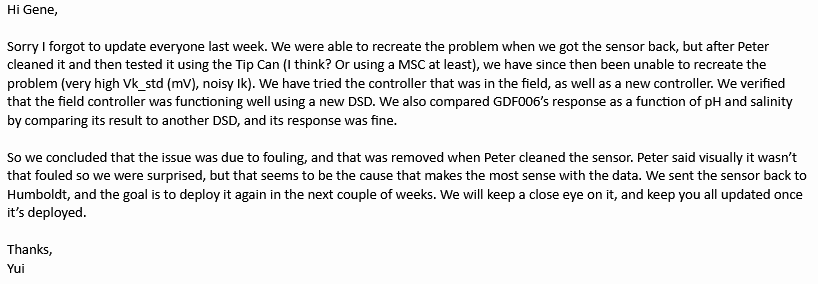 Hi Gene,
Sorry I forgot to update everyone last week. We were able to recreate the problem when we got the sensor back, but after Peter
cleaned it and then tested it using the Tip Can (I think? Or using a MSC at least), we have since then been unable to recreate the
problem (very high Vk_std (mV), noisy Ik). We have tried the controller that was in the field, as well as a new controller. We verified
that the field controller was functioning well using a new DSD. We also compared GDF006's response as a function of pH and salinity
by comparing its result to another DSD, and its response was fine.
So we concluded that the issue was due to fouling, and that was removed when Peter cleaned the sensor. Peter said visually it wasn't
that fouled so we were surprised, but that seems to be the cause that makes the most sense with the data. We sent the sensor back to
Humboldt, and the goal is to deploy it again in the next couple of weeks. We will keep a close eye on it, and keep you all updated once
it's deployed.
Thanks,
Yui